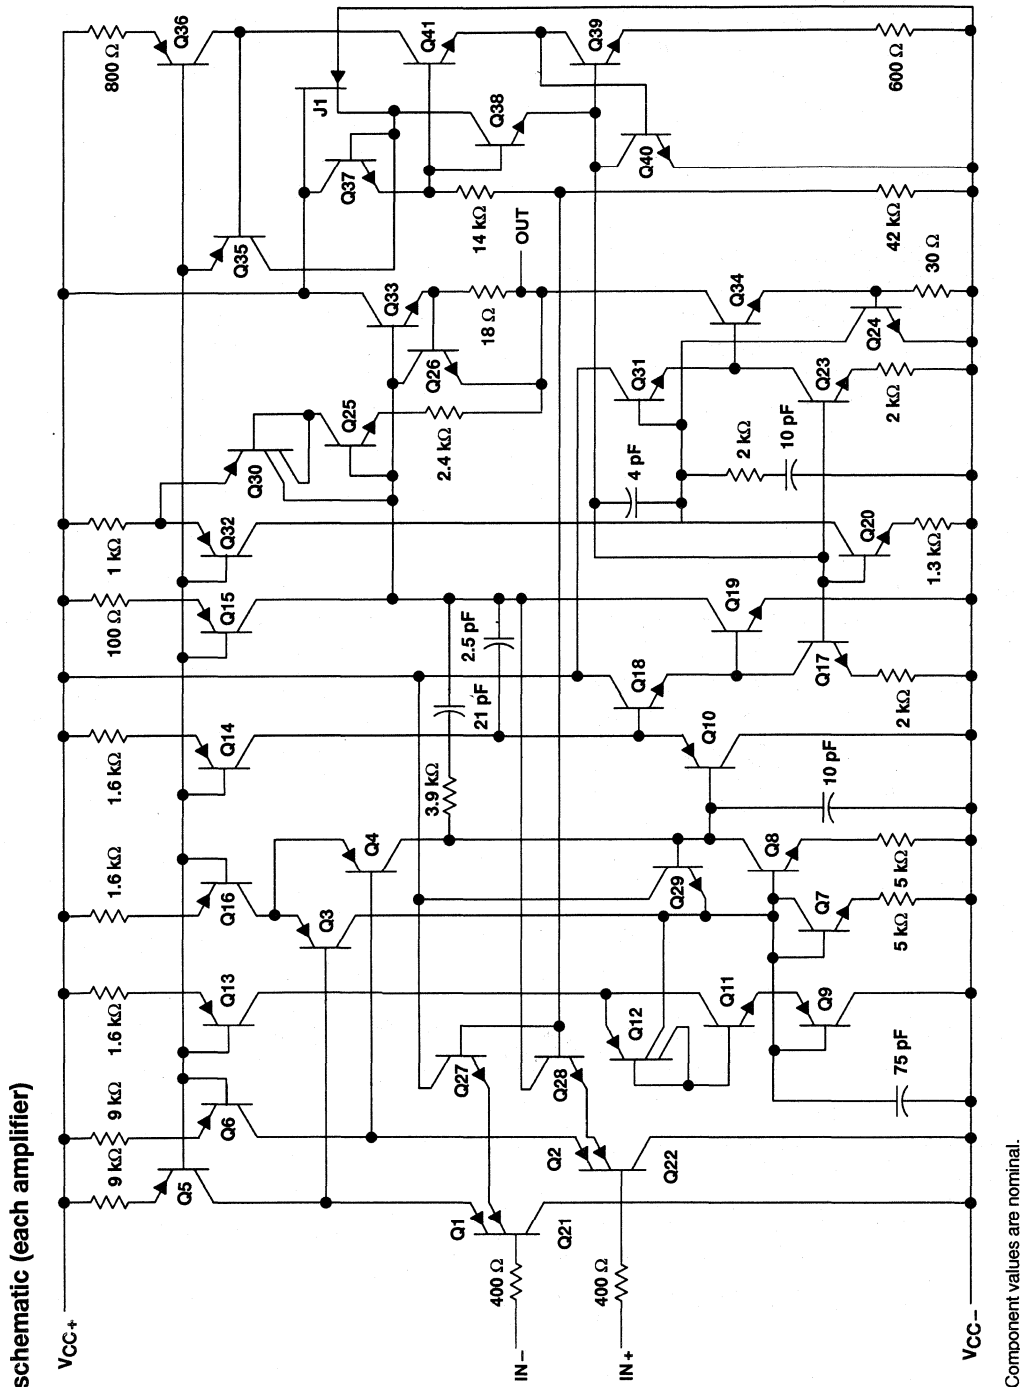 schematic (each amplifier)
VCC+
9 kΩ
9 kΩ
1.6 kΩ
1.6 kΩ
1.6 kΩ
100 Ω
1 kΩ
800 Ω
Q5
Q6
Q13
Q16
Q14
Q15
Q32
Q30
Q35
Q36
Q3
Q4
Q25
Q26
Q33
Q37
J1
Q41
Q38
Q39
Q40
3.9 kΩ
21 pF
2.5 pF
2.4 kΩ
18 Ω
OUT
14 kΩ
IN−
400 Ω
Q1
Q21
Q27
Q28
IN+
400 Ω
Q2
Q22
Q12
Q11
Q9
Q29
Q8
Q7
Q10
Q18
Q19
Q17
4 pF
Q31
Q34
2 kΩ
10 pF
Q20
Q23
Q24
75 pF
5 kΩ
5 kΩ
10 pF
2 kΩ
1.3 kΩ
2 kΩ
30 Ω
42 kΩ
600 Ω
VCC−
Component values are nominal.